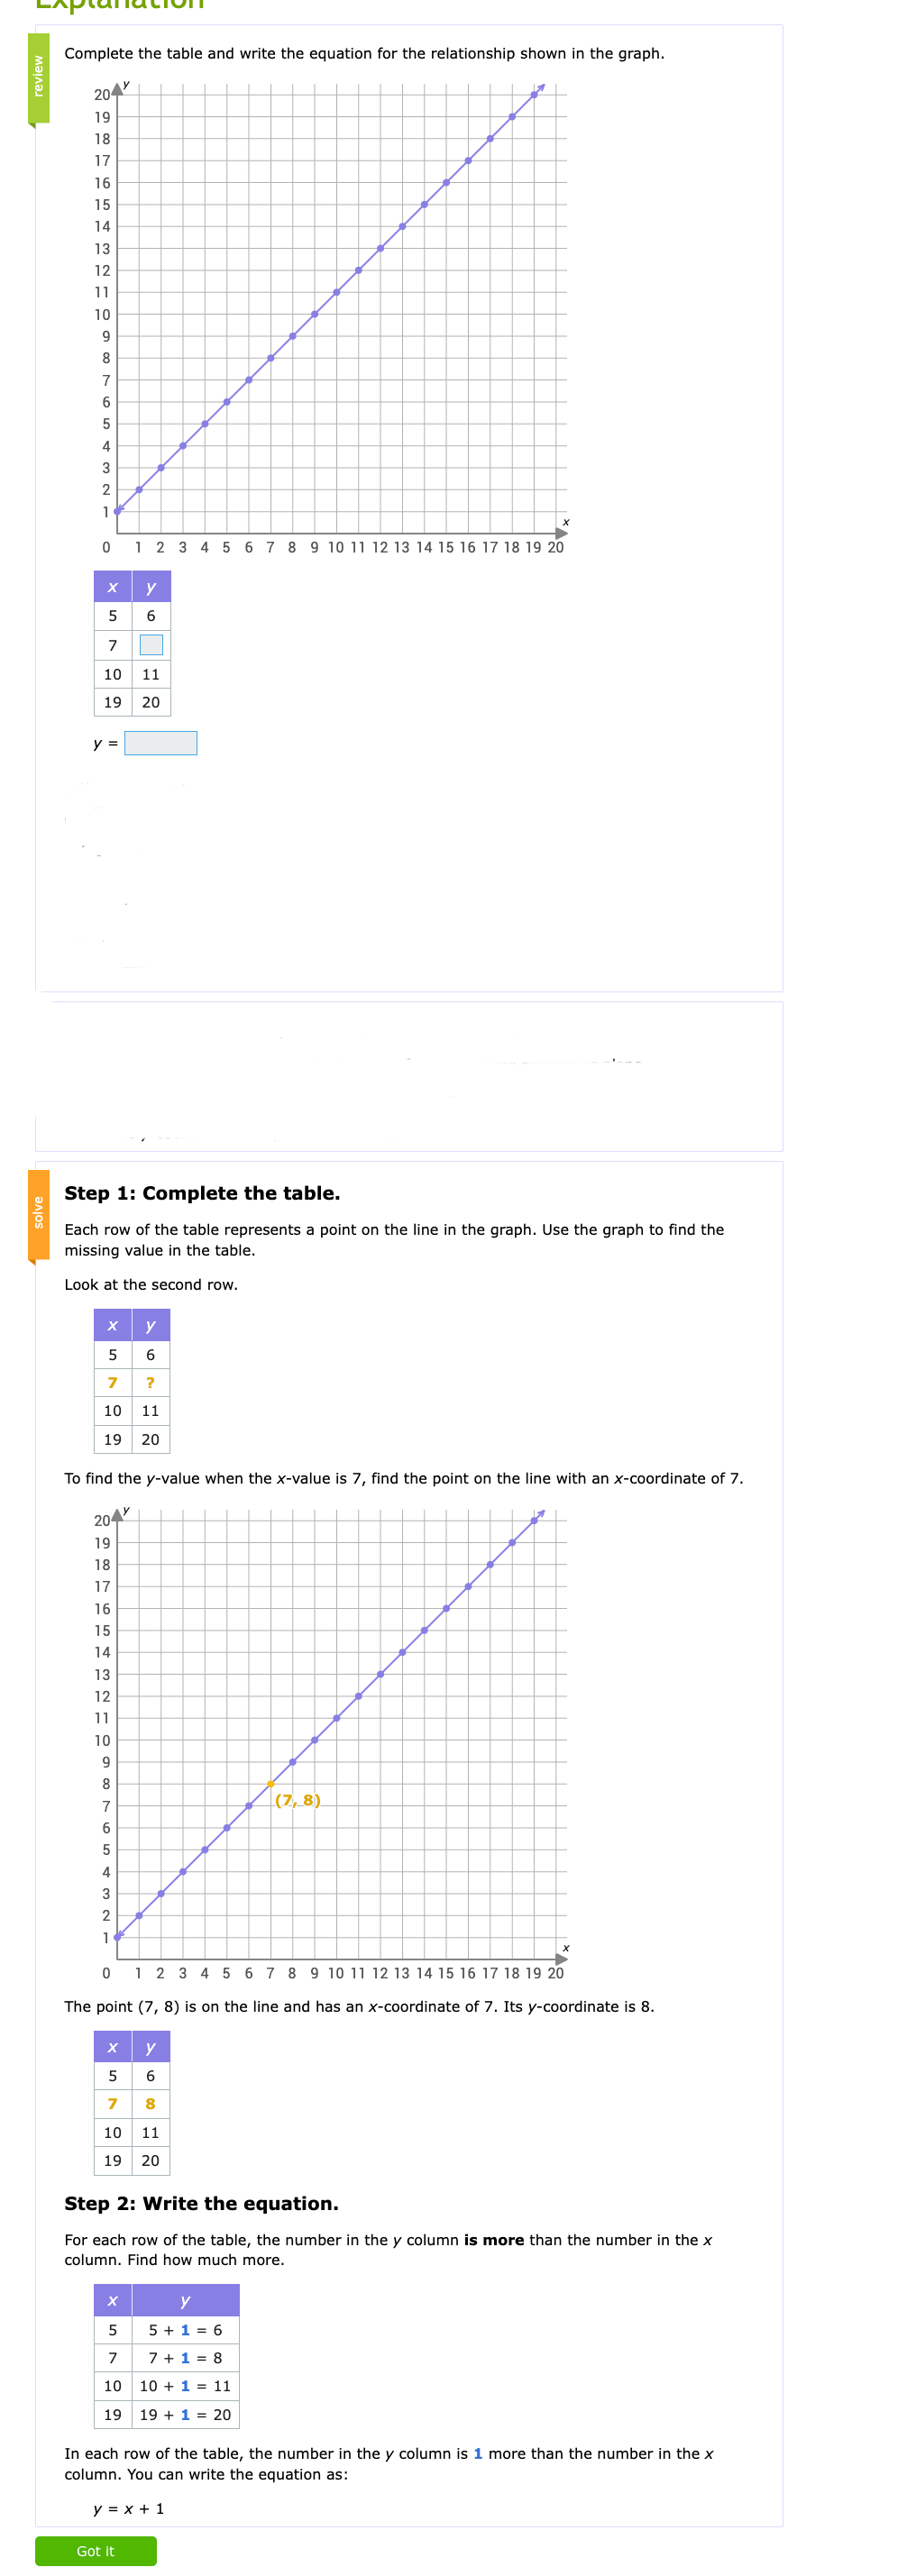 Explanation
review
Complete the table and write the equation for the relationship shown in the graph.
y
20
19
18
17
16
15
14
13
12
11
10
9
8
7
6
5
4
3
2
1
x
0 1 2 3 4 5 6 7 8 9 10 11 12 13 14 15 16 17 18 19 20
x y
5 6
7
10 11
19 20
y =
solve
Step 1: Complete the table.
Each row of the table represents a point on the line in the graph. Use the graph to find the
missing value in the table.
Look at the second row.
x y
5 6
7 ?
10 11
19 20
To find the y-value when the x-value is 7, find the point on the line with an x-coordinate of 7.
y
20
19
18
17
16
15
14
13
12
11
10
9
8
(7, 8)
7
6
5
4
3
2
1
x
0 1 2 3 4 5 6 7 8 9 10 11 12 13 14 15 16 17 18 19 20
The point (7, 8) is on the line and has an x-coordinate of 7. Its y-coordinate is 8.
x y
5 6
7 8
10 11
19 20
Step 2: Write the equation.
For each row of the table, the number in the y column is more than the number in the x
column. Find how much more.
x y
5 5 + 1 = 6
7 7 + 1 = 8
10 10 + 1 = 11
19 19 + 1 = 20
In each row of the table, the number in the y column is 1 more than the number in the x
column. You can write the equation as:
y = x + 1
Got it